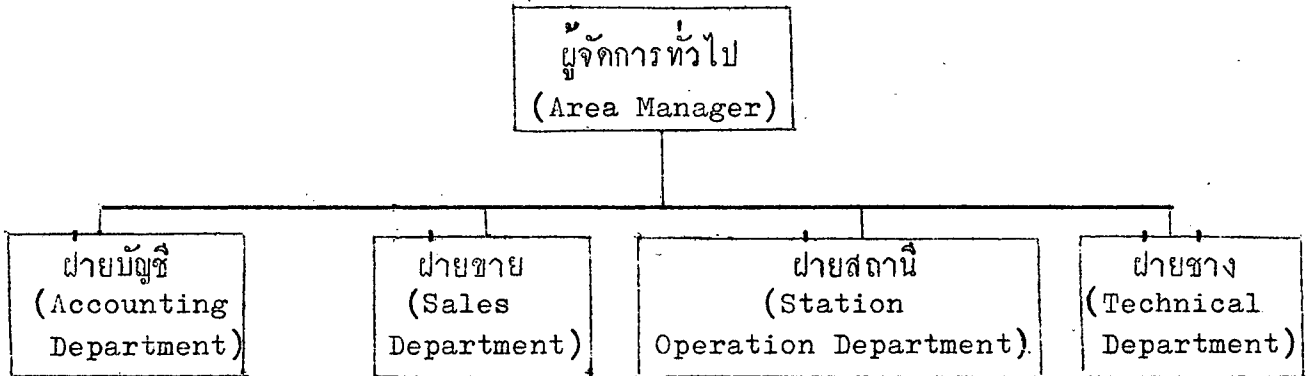 ผู้จัดการทั่วไป
(Area Manager)
ฝ่ายบัญชี
(Accounting
Department)
ฝ่ายขาย
(Sales
Department)
ฝ่ายสถานี
(Station
Operation Department)
ฝ่ายช่าง
(Technical
Department)